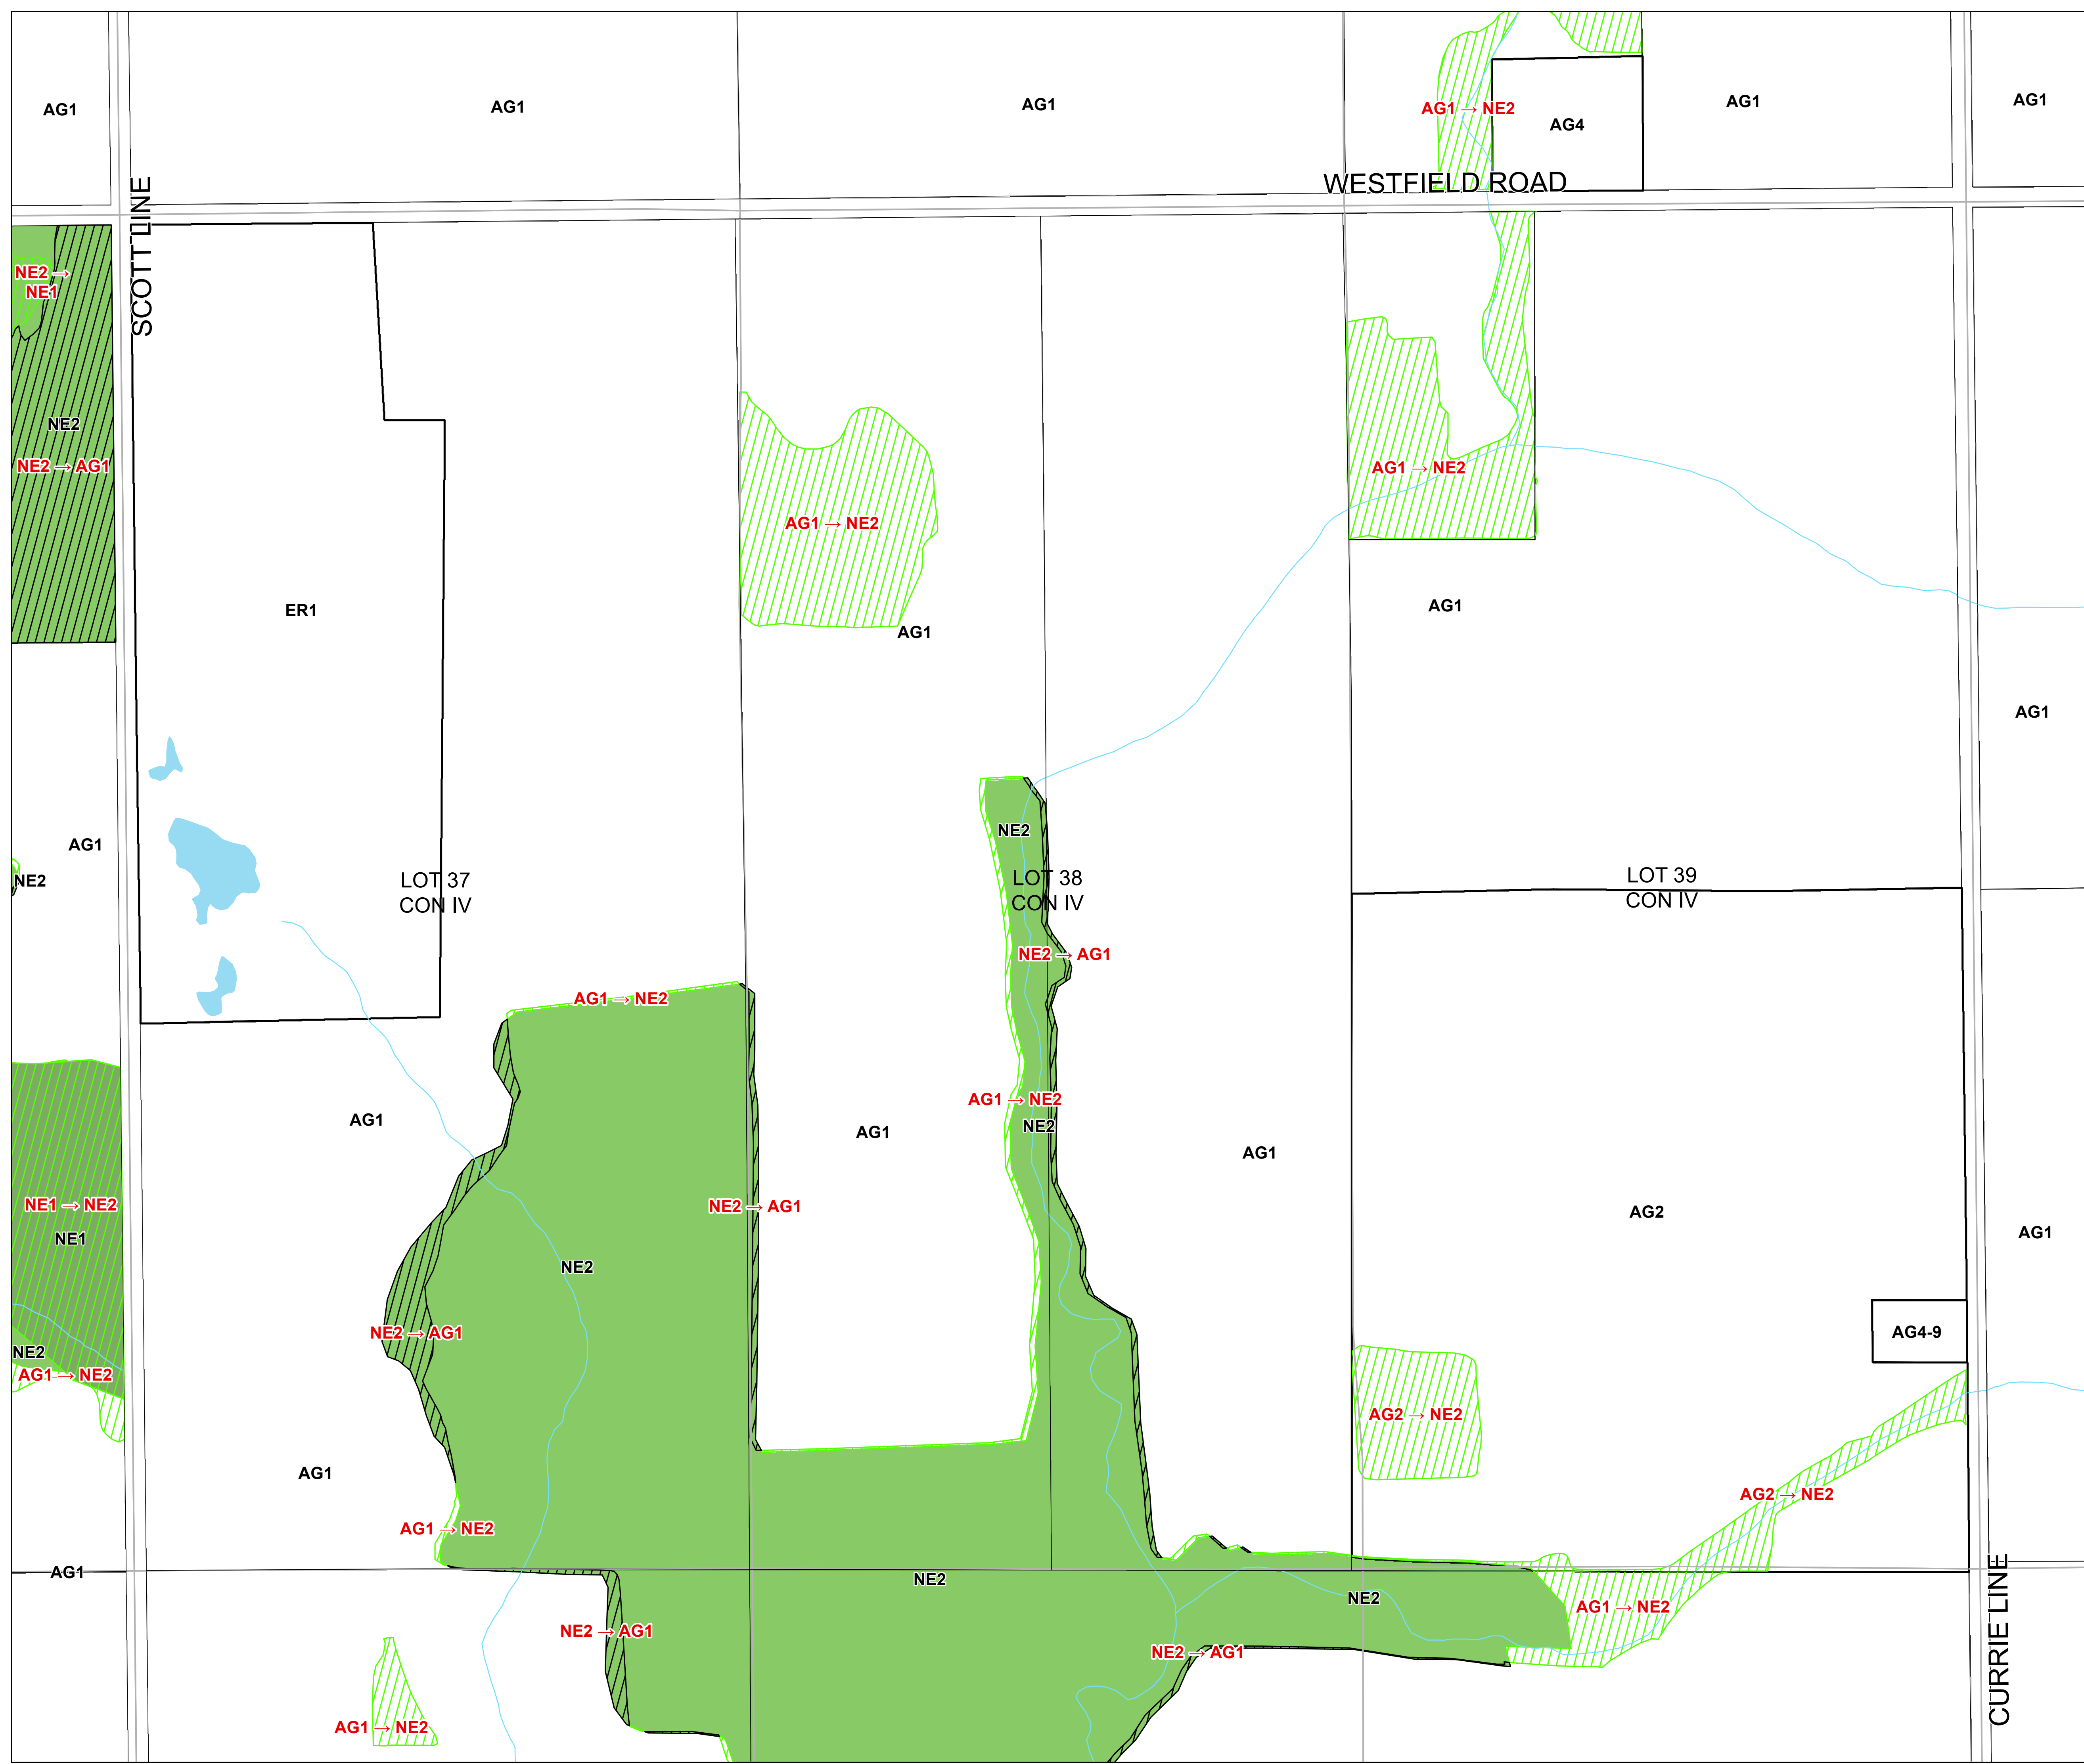 AG1
AG1
AG1
AG1 → NE2
AG4
AG1
AG1
WESTFIELD ROAD
SCOTT LINE
NE2 →
NE1
NE2
NE2 → AG1
AG1 → NE2
AG1 → NE2
ER1
AG1
AG1
AG1
AG1
NE2
NE2
LOT 37
CON IV
LOT 38
CON IV
LOT 39
CON IV
NE2 → AG1
AG1 → NE2
AG1 → NE2
NE2
AG1
AG1
AG1
NE1 → NE2
NE1
NE2 → AG1
AG2
AG1
NE2
NE2 → AG1
AG4-9
NE2
AG1 → NE2
AG2 → NE2
AG1
AG2 → NE2
AG1 → NE2
AG1
NE2
NE2
AG1 → NE2
NE2 → AG1
NE2 → AG1
CURRIE LINE
AG1 → NE2